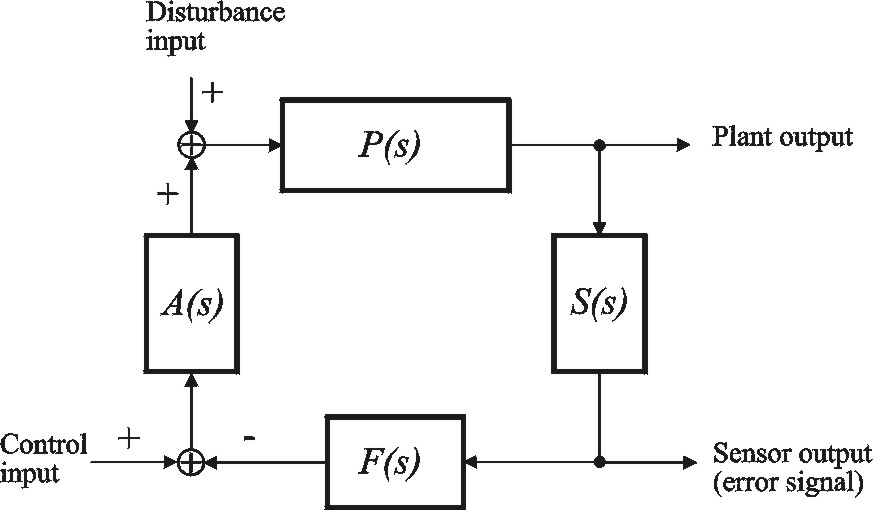 Disturbance
input
+
P(s)
Plant output
+
A(s)
S(s)
Control
input
+
-
F(s)
Sensor output
(error signal)